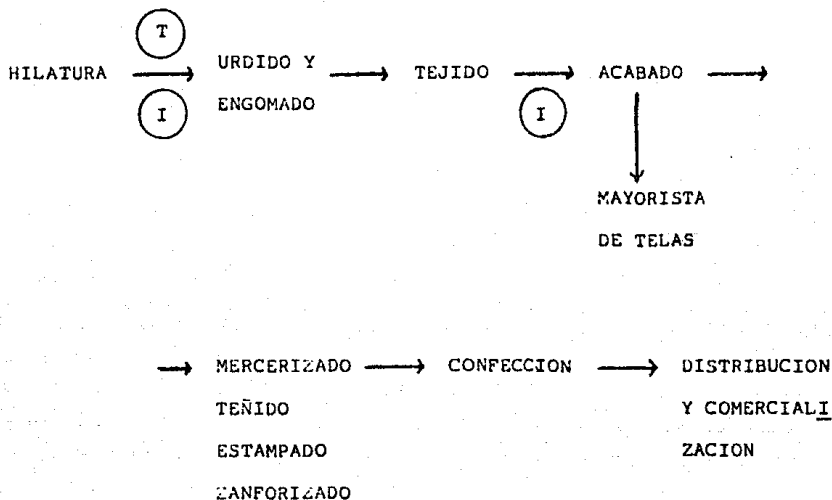 T
HILATURA URDIDO Y TEJIDO ACABADO
I ENGOMADO I
MAYORISTA
DE TELAS
MERCERIZADO CONFECCION DISTRIBUCION
TEÑIDO Y COMERCIALI
ESTAMPADO ZACION
ZANFORIZADO